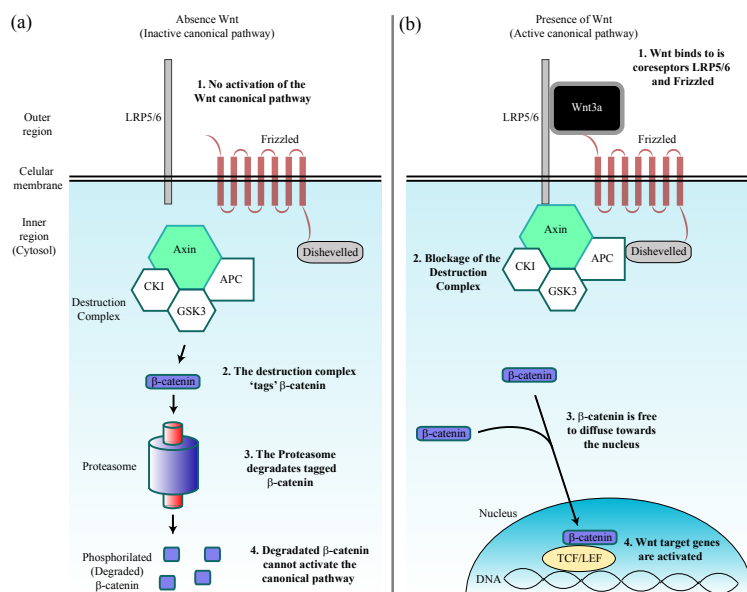 (a)
Absence Wnt
(Inactive canonical pathway)
1. No activation of the
Wnt canonical pathway
LRP5/6
Outer
region
Frizzled
Celular
membrane
Inner
region
(Cytosol)
Dishevelled
Axin
CKI
APC
GSK3
Destruction
Complex
β-catenin
2. The destruction complex
‘tags’ β-catenin
Proteasome
3. The Proteasome
degradates tagged
β-catenin
Phosphorilated
(Degraded)
β-catenin
4. Degradated β-catenin
cannot activate the
canonical pathway
(b)
Presence of Wnt
(Active canonical pathway)
1. Wnt binds to is
coreseptors LRP5/6
and Frizzled
Wnt3a
LRP5/6
Frizzled
Axin
CKI
APC
GSK3
Dishevelled
2. Blockage of the
Destruction
Complex
β-catenin
β-catenin
3. β-catenin is free
to diffuse towards
the nucleus
Nucleus
β-catenin
TCF/LEF
4. Wnt target genes
are activated
DNA